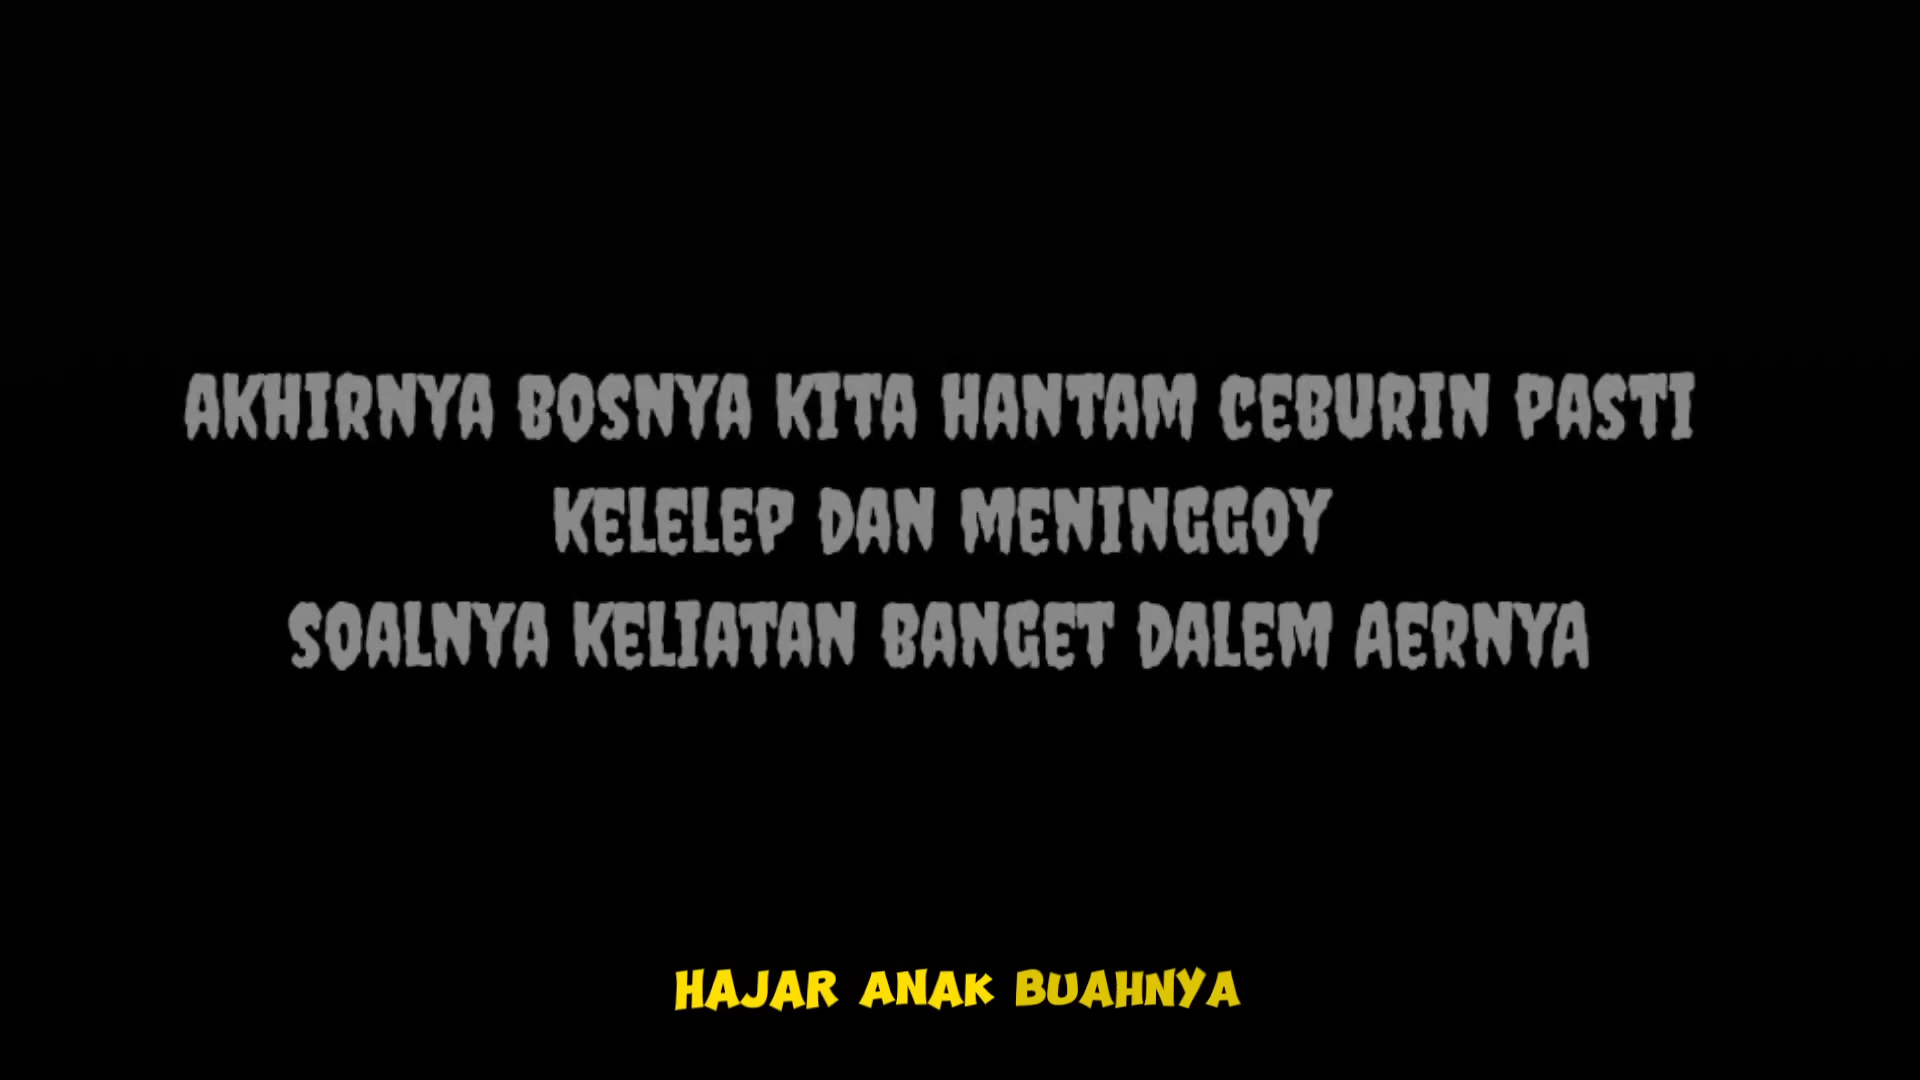 AKHIRNYA BOSNYA KITA HANTAM CEBURIN PASTI
KELELEP DAN MENINGGOY
SOALNYA KELIATAN BANGET DALEM AERNYA
HAJAR ANAK BUAHNYA